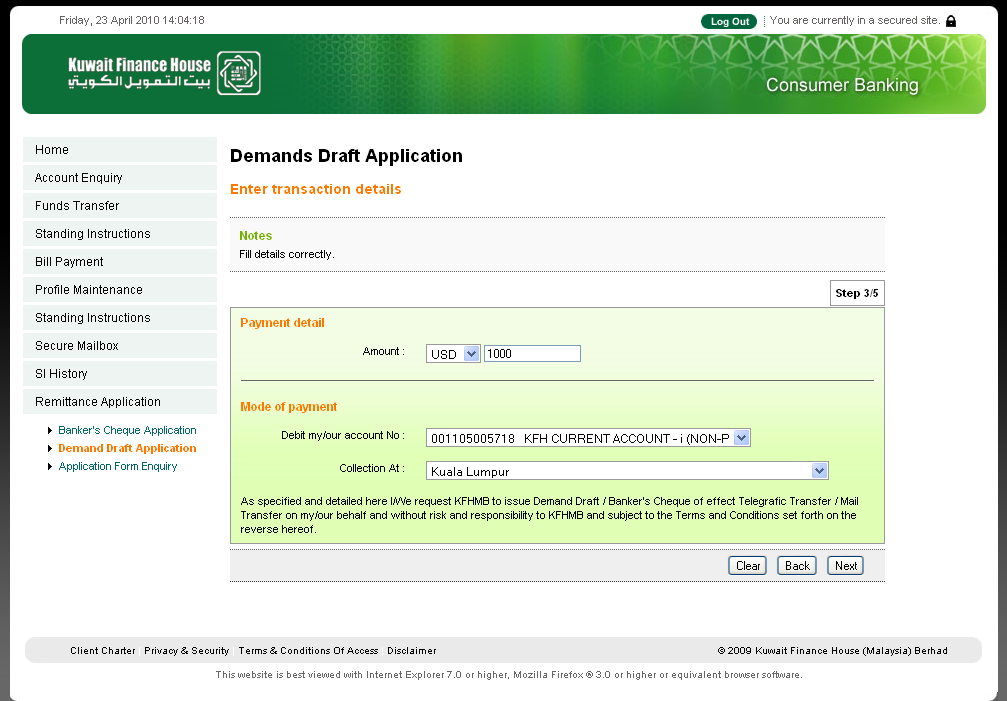 Friday, 23 April 2010 14:04:18
Log Out
You are currently in a secured site.
Kuwait Finance House
بيت التمويل الكويتي
Consumer Banking
Home
Account Enquiry
Funds Transfer
Standing Instructions
Bill Payment
Profile Maintenance
Standing Instructions
Secure Mailbox
SI History
Remittance Application
Banker's Cheque Application
Demand Draft Application
Application Form Enquiry
Demands Draft Application
Enter transaction details
Notes
Fill details correctly.
Step 3/5
Payment detail
Amount : USD 1000
Mode of payment
Debit my/our account No : 001105005718 KFH CURRENT ACCOUNT - i (NON-P
Collection At : Kuala Lumpur
As specified and detailed here I/We request KFHMB to issue Demand Draft / Banker's Cheque of effect Telegrafic Transfer / Mail
Transfer on my/our behalf and without risk and responsibility to KFHMB and subject to the Terms and Conditions set forth on the
reverse hereof.
Clear Back Next
Client Charter Privacy & Security Terms & Conditions Of Access Disclaimer
© 2009 Kuwait Finance House (Malaysia) Berhad
This website is best viewed with Internet Explorer 7.0 or higher, Mozilla Firefox ® 3.0 or higher or equivalent browser software.